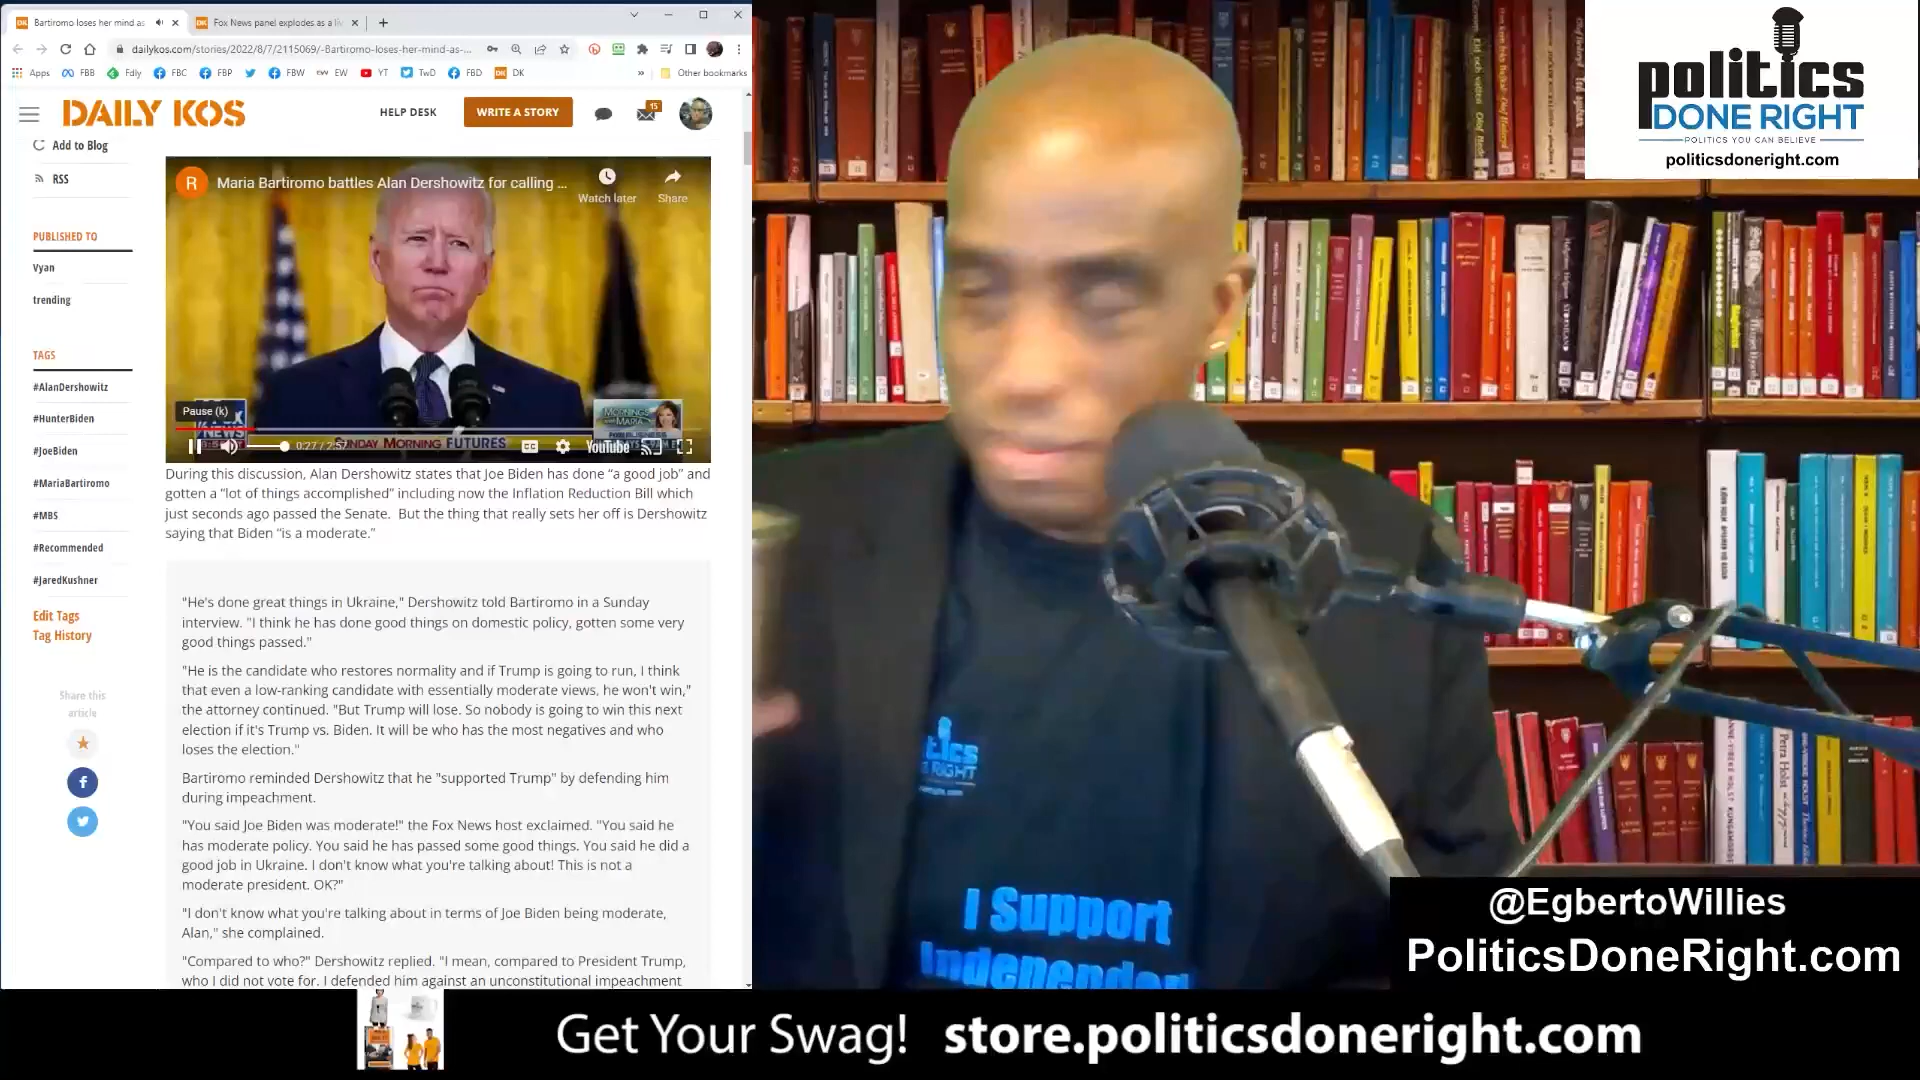 Bartiromo loses her mind as
Fox News panel explodes as a liv
dailykos.com/stories/2022/8/7/2115069/-Bartiromo-loses-her-mind-as-...
Apps FBB Fdly FBC FBP FBW EW YT TwD FBD DK » Other bookmarks
DAILY KOS
HELP DESK
WRITE A STORY
15
Add to Blog
RSS
PUBLISHED TO
Vyan
trending
TAGS
#AlanDershowitz
#HunterBiden
#JoeBiden
#MariaBartiromo
#MBS
#Recommended
#JaredKushner
Edit Tags
Tag History
Share this
article
R
Maria Bartiromo battles Alan Dershowitz for calling ...
Watch later
Share
Pause (k)
NEWS
MORNINGS
MARIA
SUNDAY MORNING FUTURES
0:27 / 2:57
CC
YouTube
During this discussion, Alan Dershowitz states that Joe Biden has done “a good job” and
gotten a “lot of things accomplished” including now the Inflation Reduction Bill which
just seconds ago passed the Senate. But the thing that really sets her off is Dershowitz
saying that Biden “is a moderate.”
"He's done great things in Ukraine," Dershowitz told Bartiromo in a Sunday
interview. "I think he has done good things on domestic policy, gotten some very
good things passed."
"He is the candidate who restores normality and if Trump is going to run, I think
that even a low-ranking candidate with essentially moderate views, he won't win,"
the attorney continued. "But Trump will lose. So nobody is going to win this next
election if it's Trump vs. Biden. It will be who has the most negatives and who
loses the election."
Bartiromo reminded Dershowitz that he "supported Trump" by defending him
during impeachment.
"You said Joe Biden was moderate!" the Fox News host exclaimed. "You said he
has moderate policy. You said he has passed some good things. You said he did a
good job in Ukraine. I don't know what you're talking about! This is not a
moderate president. OK?"
"I don't know what you're talking about in terms of Joe Biden being moderate,
Alan," she complained.
"Compared to who?" Dershowitz replied. "I mean, compared to President Trump,
who I did not vote for. I defended him against an unconstitutional impeachment
politics
DONE RIGHT
POLITICS YOU CAN BELIEVE
politicsdoneright.com
I Support
@EgbertoWillies
PoliticsDoneRight.com
Get Your Swag! store.politicsdoneright.com